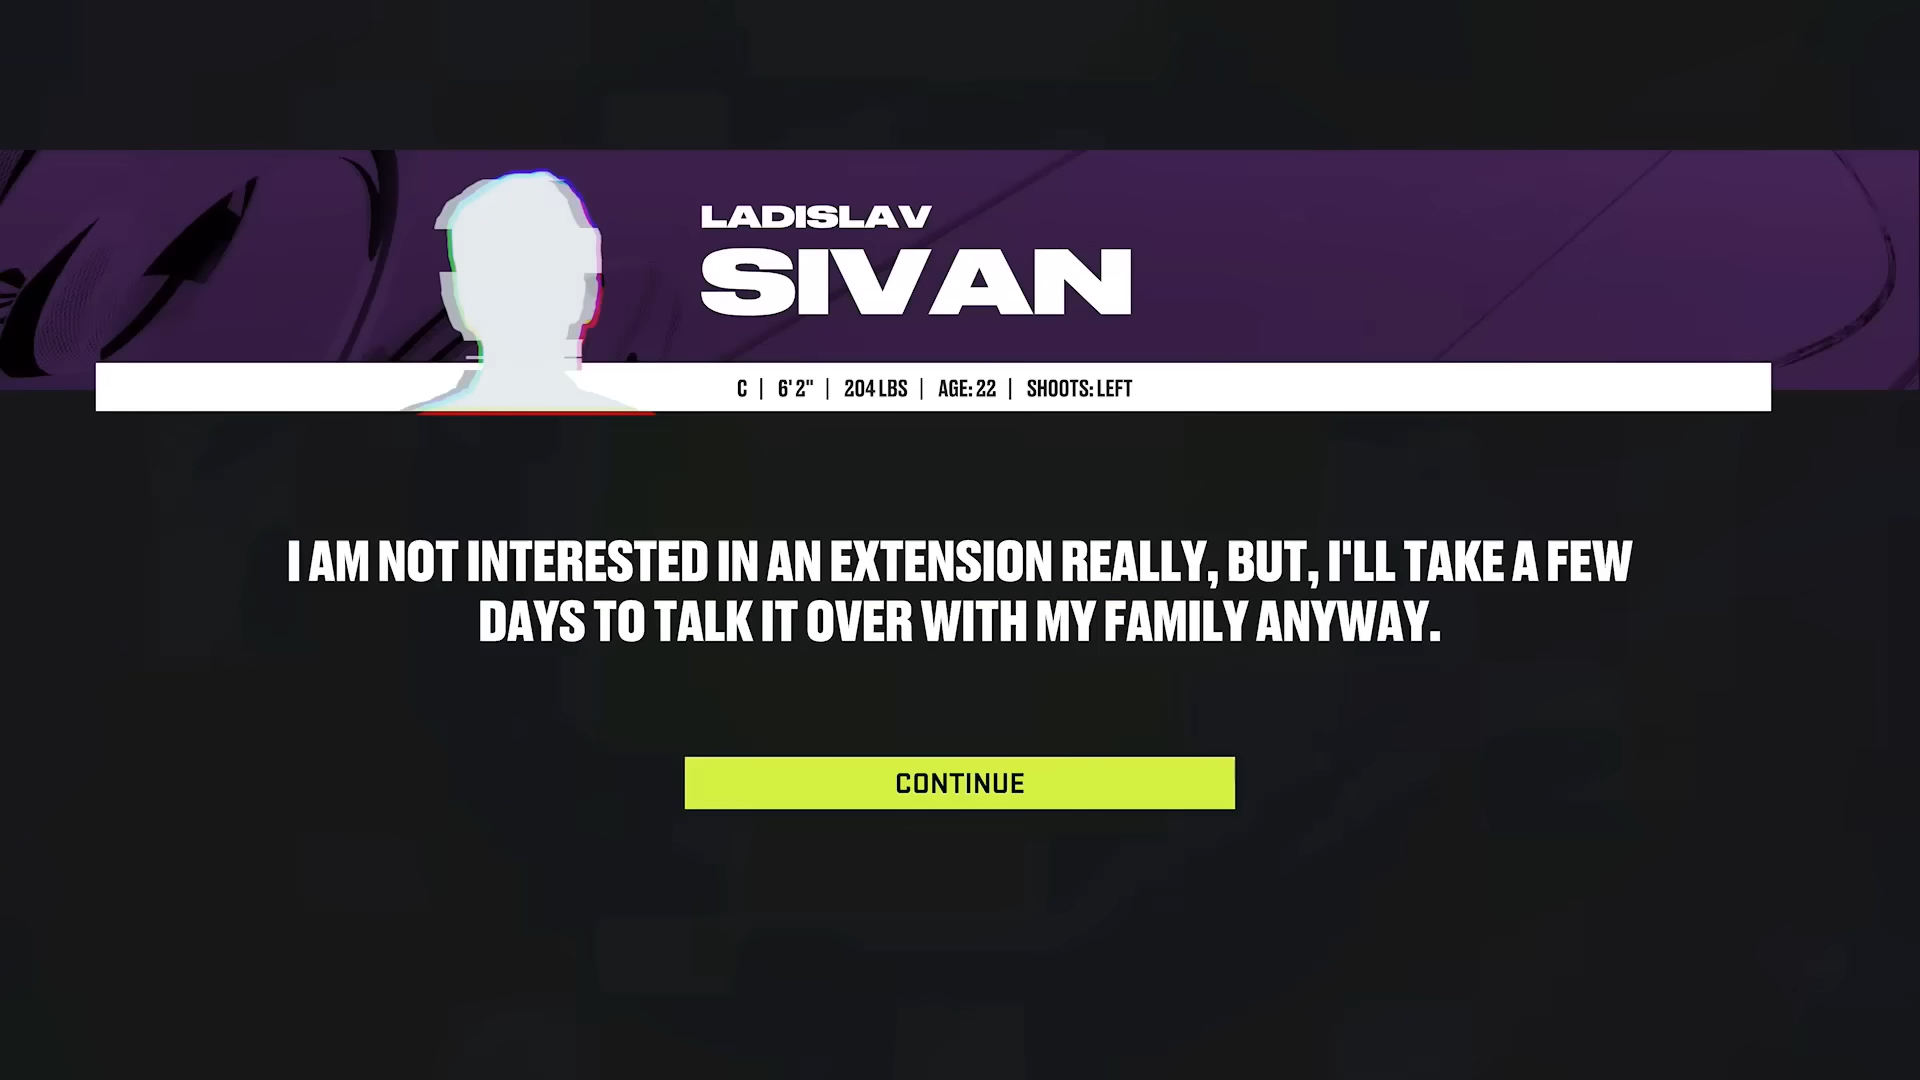 LADISLAV
SIVAN
C | 6' 2" | 204 LBS | AGE: 22 | SHOOTS: LEFT
I AM NOT INTERESTED IN AN EXTENSION REALLY, BUT, I'LL TAKE A FEW
DAYS TO TALK IT OVER WITH MY FAMILY ANYWAY.
CONTINUE